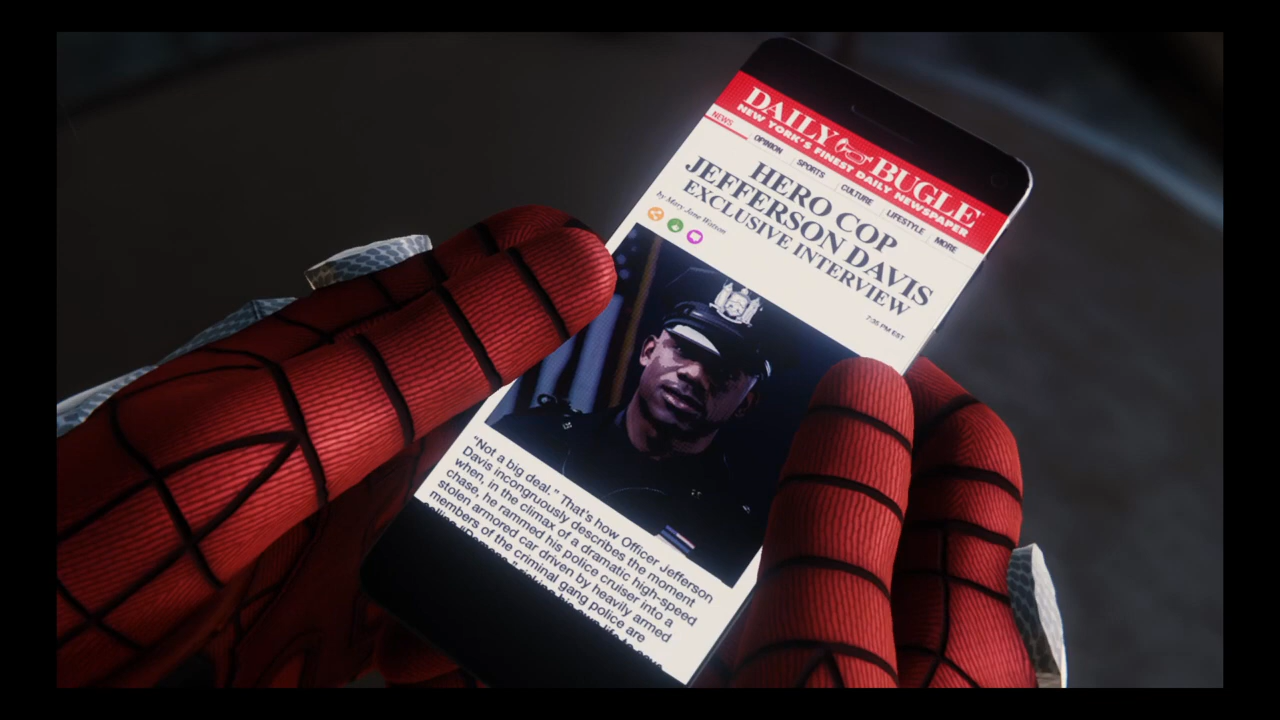 DAILY BUGLE
NEW YORK'S FINEST DAILY NEWSPAPER
NEWS OPINION SPORTS CULTURE LIFESTYLE MORE
HERO COP
JEFFERSON DAVIS
EXCLUSIVE INTERVIEW
by Mary Jane Watson
7:35 PM EST
"Not a big deal." That's how Officer Jefferson
Davis incongruously describes the moment
when, in the climax of a dramatic high-speed
chase, he rammed his police cruiser into a
stolen armored car driven by heavily armed
members of the criminal gang police are